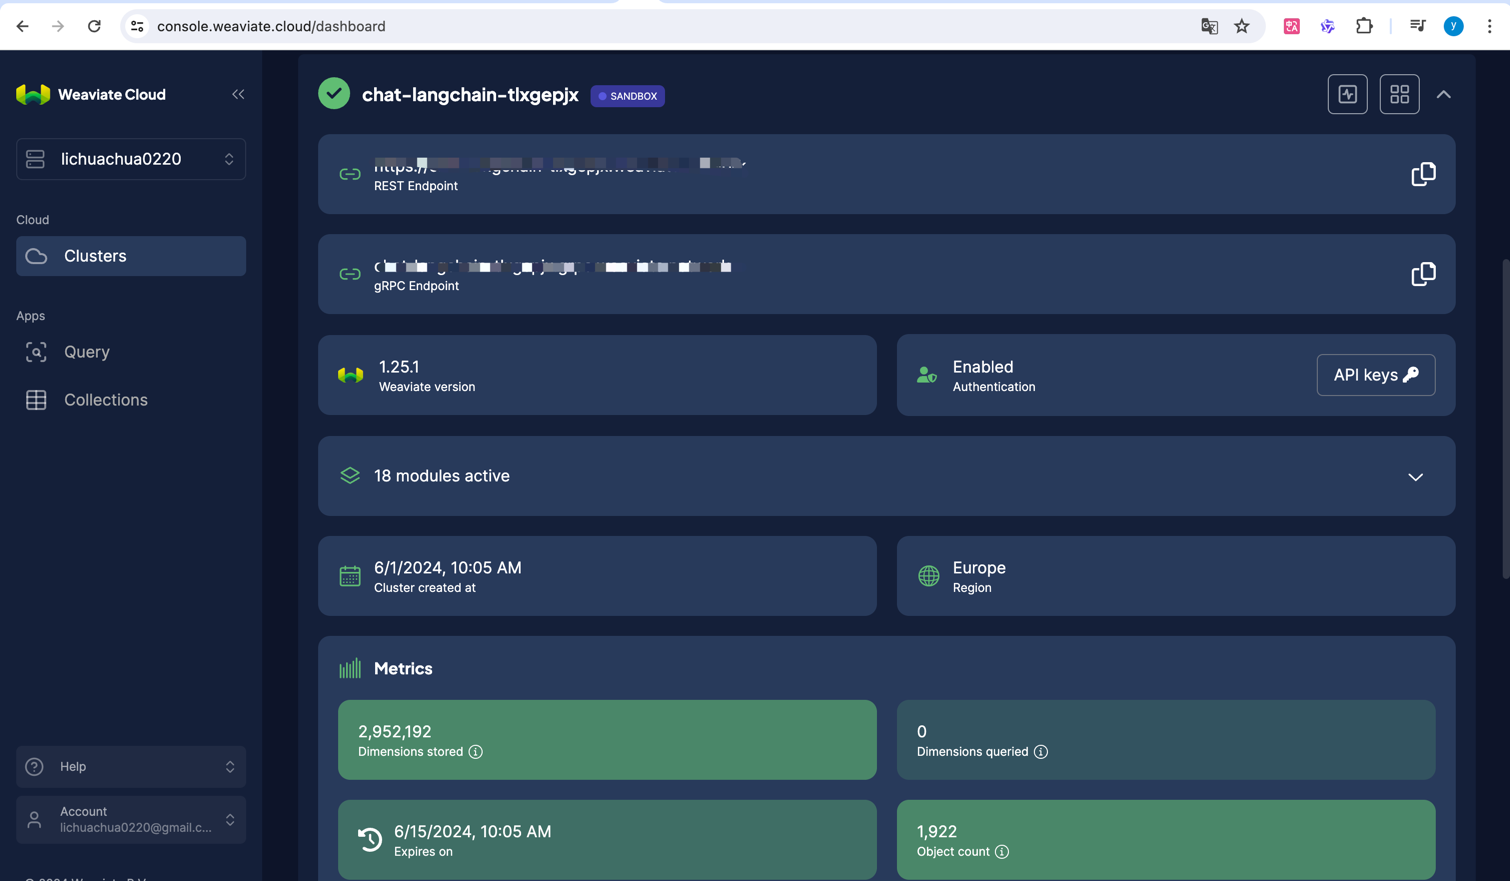 console.weaviate.cloud/dashboard
y
Weaviate Cloud
chat-langchain-tlxgepjx
SANDBOX
lichuachua0220
REST Endpoint
Cloud
Clusters
gRPC Endpoint
Apps
Query
Collections
1.25.1
Weaviate version
Enabled
Authentication
API keys
18 modules active
6/1/2024, 10:05 AM
Cluster created at
Europe
Region
Metrics
2,952,192
Dimensions stored
0
Dimensions queried
6/15/2024, 10:05 AM
Expires on
1,922
Object count
Help
Account
lichuachua0220@gmail.c...